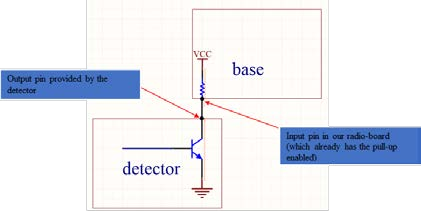 VCC
base
Output pin provided by the
detector
Input pin in our radio-board
(which already has the pull-up
enabled)
detector